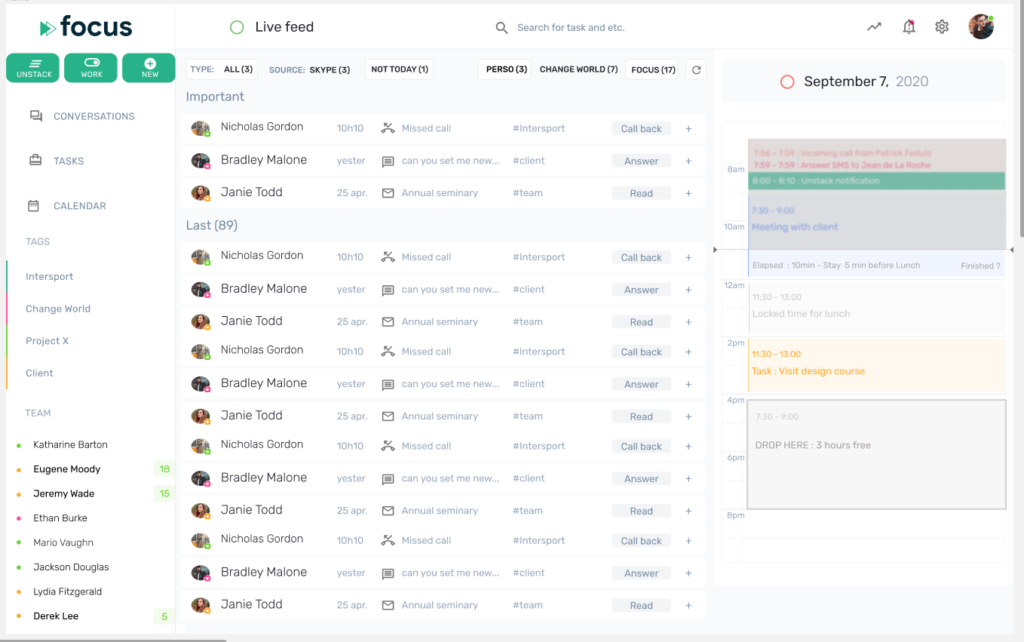 focus
Live feed
Search for task and etc.
UNSTACK
WORK
NEW
CONVERSATIONS
TASKS
CALENDAR
TAGS
Intersport
Change World
Project X
Client
TEAM
Katharine Barton
Eugene Moody 18
Jeremy Wade 15
Ethan Burke
Mario Vaughn
Jackson Douglas
Lydia Fitzgerald
Derek Lee 5
TYPE: ALL (3) SOURCE: SKYPE (3) NOT TODAY (1) PERSO (3) CHANGE WORLD (7) FOCUS (17)
Important
Nicholas Gordon 10h10 Missed call #Intersport Call back +
Bradley Malone yester can you set me new... #client Answer +
Janie Todd 25 apr. Annual seminary #team Read +
Last (89)
Nicholas Gordon 10h10 Missed call #Intersport Call back +
Bradley Malone yester can you set me new... #client Answer +
Janie Todd 25 apr. Annual seminary #team Read +
Nicholas Gordon 10h10 Missed call #Intersport Call back +
Bradley Malone yester can you set me new... #client Answer +
Janie Todd 25 apr. Annual seminary #team Read +
Nicholas Gordon 10h10 Missed call #Intersport Call back +
Bradley Malone yester can you set me new... #client Answer +
Janie Todd 25 apr. Annual seminary #team Read +
Nicholas Gordon 10h10 Missed call #Intersport Call back +
Bradley Malone yester can you set me new... #client Answer +
Janie Todd 25 apr. Annual seminary #team Read +
September 7, 2020
7:56 - 7:59 : Incoming call from Patrick Fedulo
7:59 - 7:59 : Answer SMS to Jean de La Roche
8am
8:00 - 8:10 : Unstack notification
7:30 - 9:00
10am
Meeting with client
Elapsed : 10min - Stay 5 min before Lunch Finished ?
12am
11:30 - 13:00
Locked time for lunch
2pm
11:30 - 13:00
Task : Visit design course
4pm
7:30 - 9:00
DROP HERE : 3 hours free
6pm
8pm